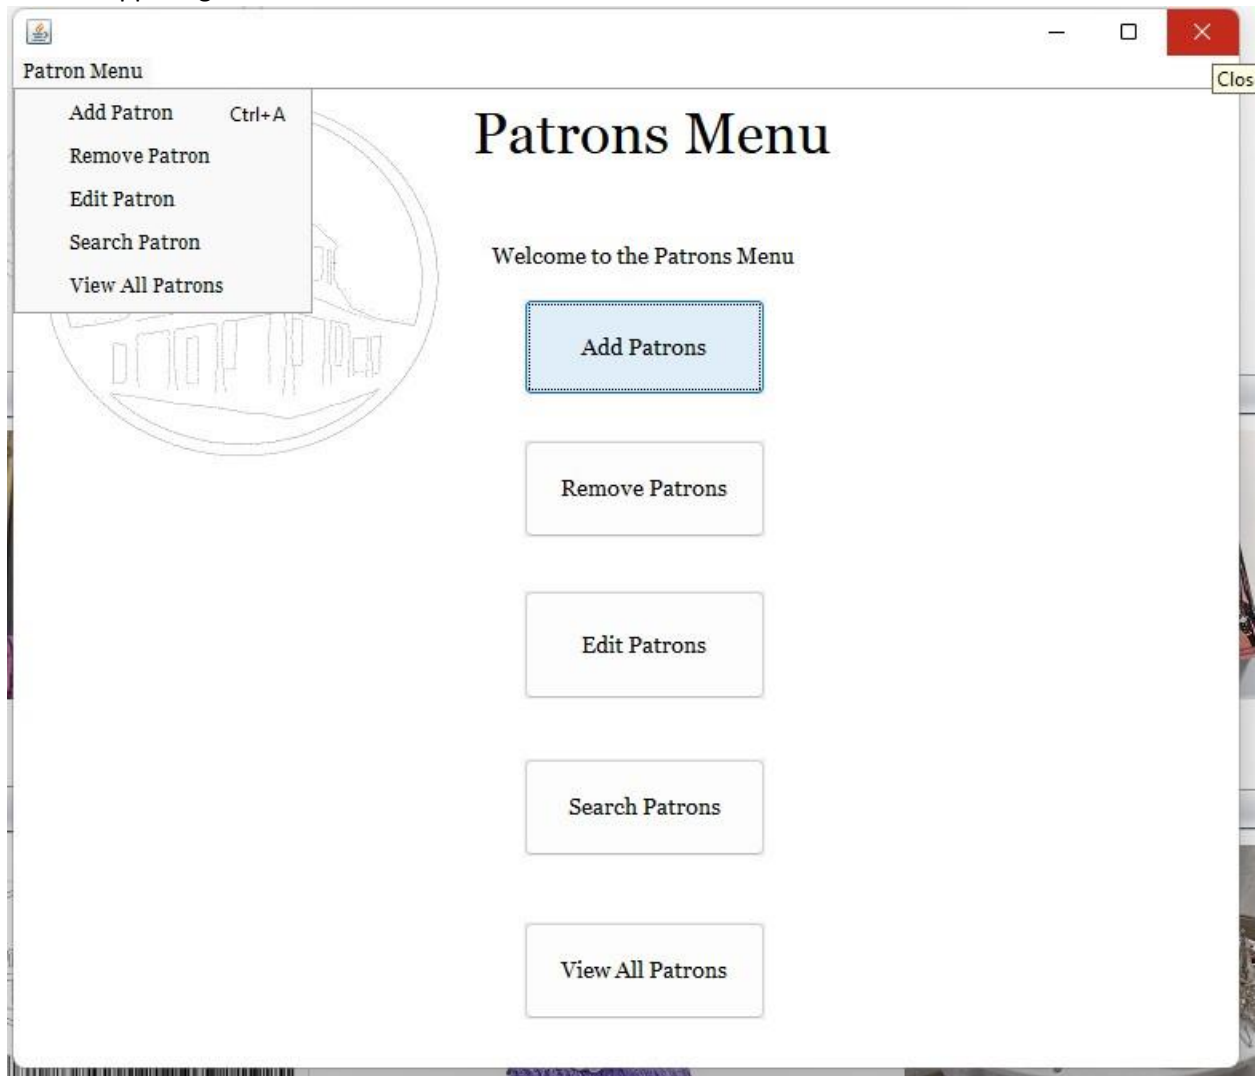 Patron Menu
Clos
Add Patron Ctrl+A
Remove Patron
Edit Patron
Search Patron
View All Patrons
Patrons Menu
Welcome to the Patrons Menu
Add Patrons
Remove Patrons
Edit Patrons
Search Patrons
View All Patrons